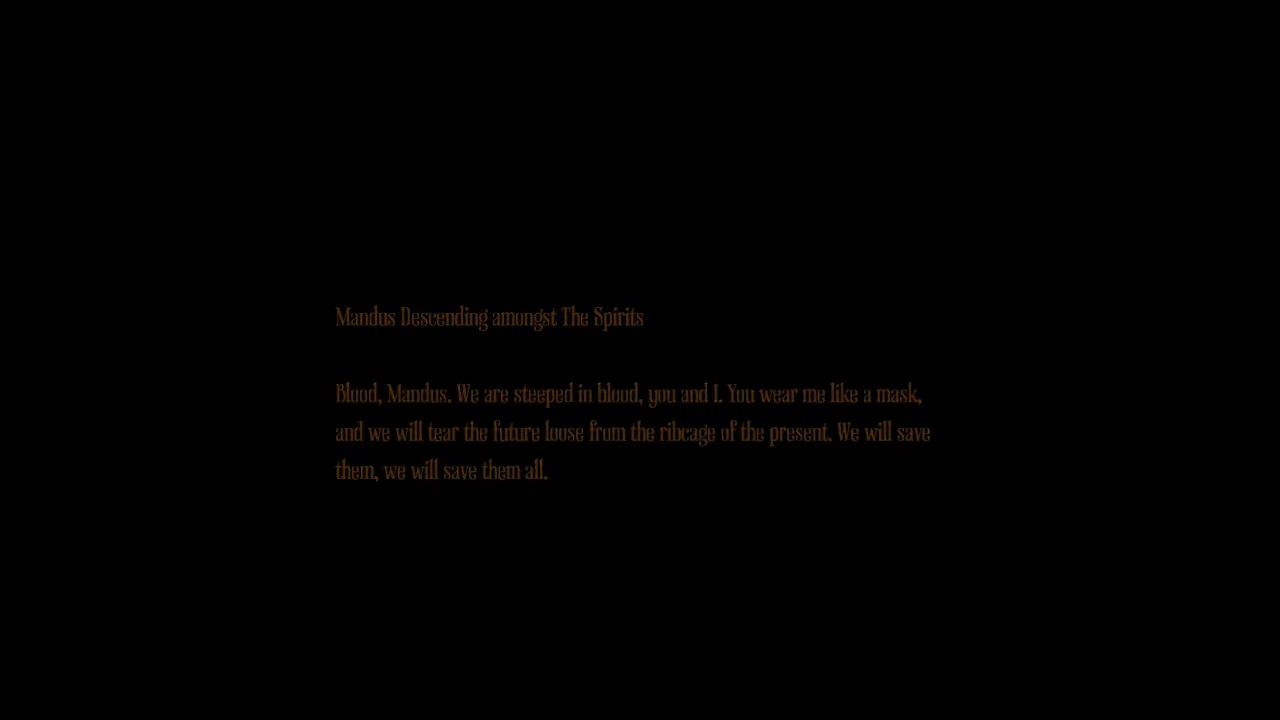 Mandus Descending amongst The Spirits
Blood, Mandus. We are steeped in blood, you and I. You wear me like a mask,
and we will tear the future loose from the ribcage of the present. We will save
them, we will save them all.